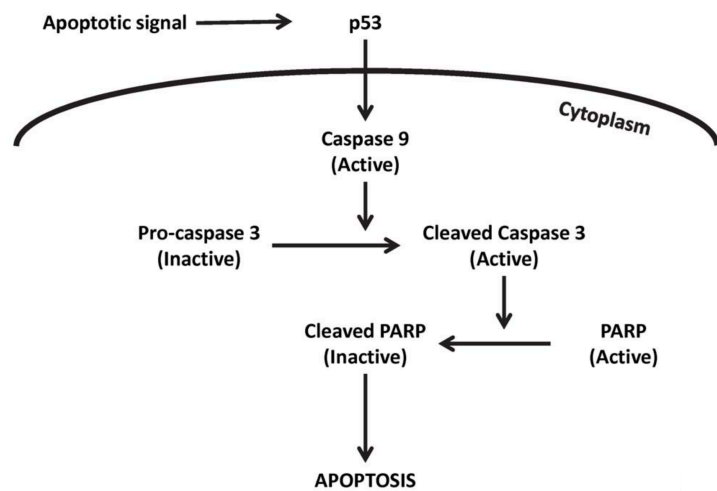 Apoptotic signal
p53
Cytoplasm
Caspase 9
(Active)
Pro-caspase 3
(Inactive)
Cleaved Caspase 3
(Active)
Cleaved PARP
(Inactive)
PARP
(Active)
APOPTOSIS